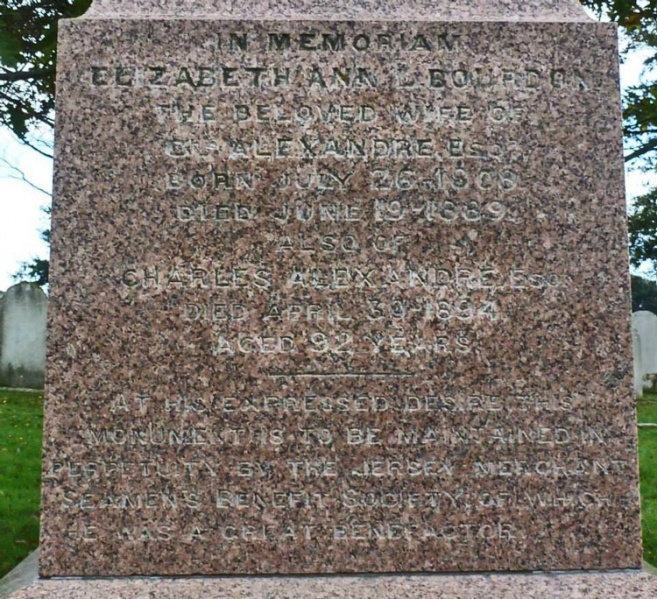 IN MEMORIAM
ELIZABETH ANN L. BOURDON,
THE BELOVED WIFE OF
ALEXANDRE, ESQ.
BORN JULY 26-1808
DIED JUNE 19-1889.
ALSO OF
CHARLES ALEXANDRE, ESQ.
DIED APRIL 30-1894
AGED 92 YEARS.
AT HIS EXPRESSED DESIRE THIS
MONUMENT IS TO BE MAINTAINED IN
PERPETUITY BY THE JERSEY MERCHANT
SEAMEN'S BENEFIT SOCIETY, OF WHICH
HE WAS A GREAT BENEFACTOR.